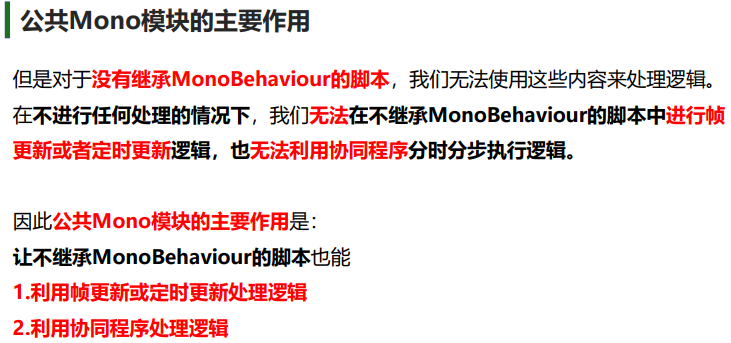 公共Mono模块的主要作用
但是对于没有继承MonoBehaviour的脚本，我们无法使用这些内容来处理逻辑。
在不进行任何处理的情况下，我们无法在不继承MonoBehaviour的脚本中进行帧
更新或者定时更新逻辑，也无法利用协同程序分时分步执行逻辑。
因此公共Mono模块的主要作用是：
让不继承MonoBehaviour的脚本也能
1.利用帧更新或定时更新处理逻辑
2.利用协同程序处理逻辑